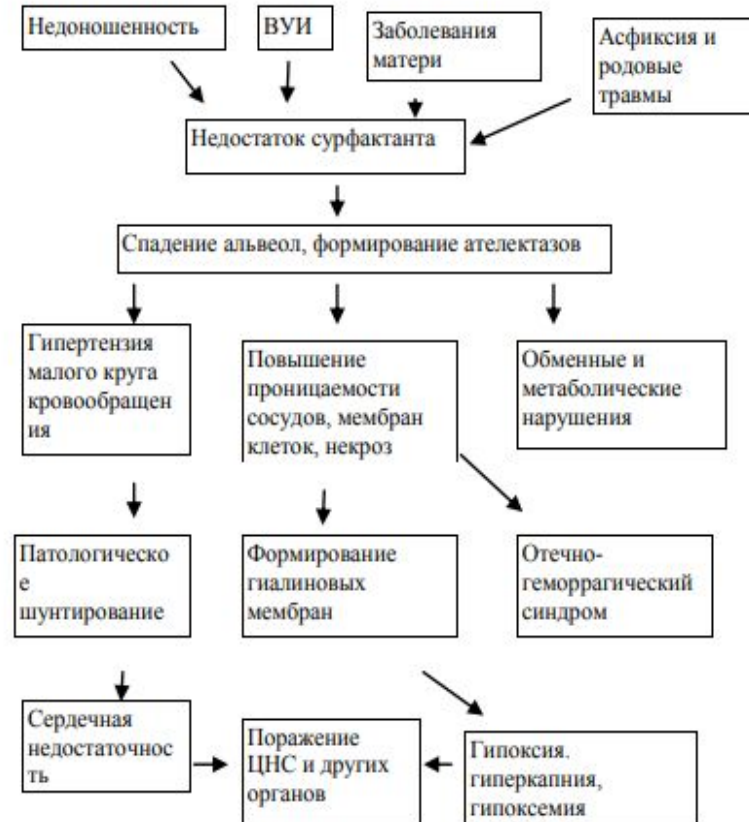 Недоношенность
ВУИ
Заболевания
матери
Асфиксия и
родовые
травмы
Недостаток сурфактанта
Спадение альвеол, формирование ателектазов
Гипертензия
малого круга
кровообращен
ия
Повышение
проницаемости
сосудов, мембран
клеток, некроз
Обменные и
метаболические
нарушения
Патологическо
е
шунтирование
Формирование
гиалиновых
мембран
Отечно-
геморрагический
синдром
Сердечная
недостаточнос
ть
Поражение
ЦНС и других
органов
Гипоксия.
гиперкапния,
гипоксемия